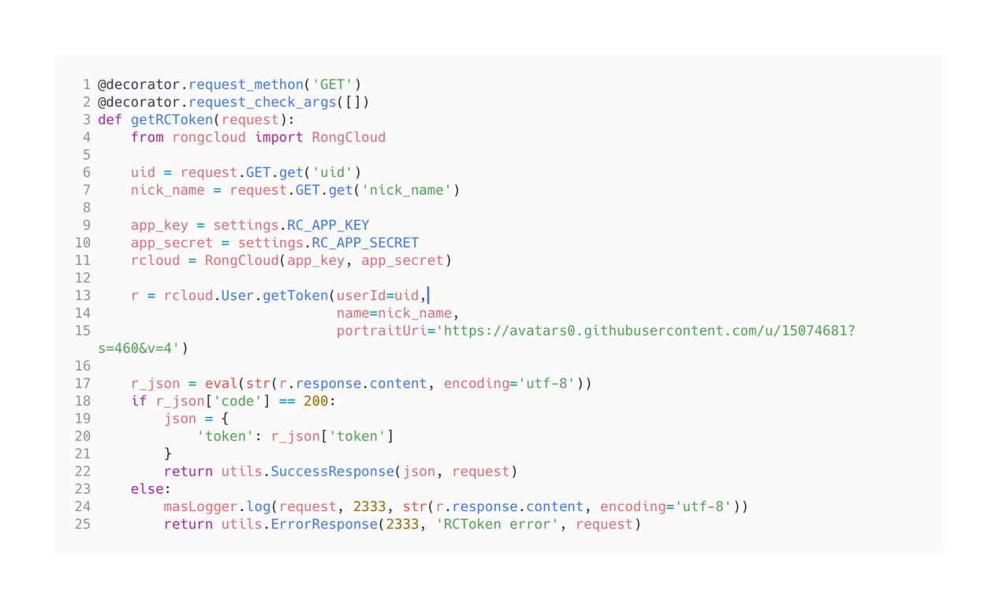 1 @decorator.request_methon('GET')
2 @decorator.request_check_args([])
3 def getRCToken(request):
4     from rongcloud import RongCloud
5
6     uid = request.GET.get('uid')
7     nick_name = request.GET.get('nick_name')
8
9     app_key = settings.RC_APP_KEY
10     app_secret = settings.RC_APP_SECRET
11     rcloud = RongCloud(app_key, app_secret)
12
13     r = rcloud.User.getToken(userId=uid,
14                              name=nick_name,
15                              portraitUri='https://avatars0.githubusercontent.com/u/15074681?
s=460&v=4')
16
17     r_json = eval(str(r.response.content, encoding='utf-8'))
18     if r_json['code'] == 200:
19         json = {
20             'token': r_json['token']
21         }
22         return utils.SuccessResponse(json, request)
23     else:
24         masLogger.log(request, 2333, str(r.response.content, encoding='utf-8'))
25         return utils.ErrorResponse(2333, 'RCToken error', request)